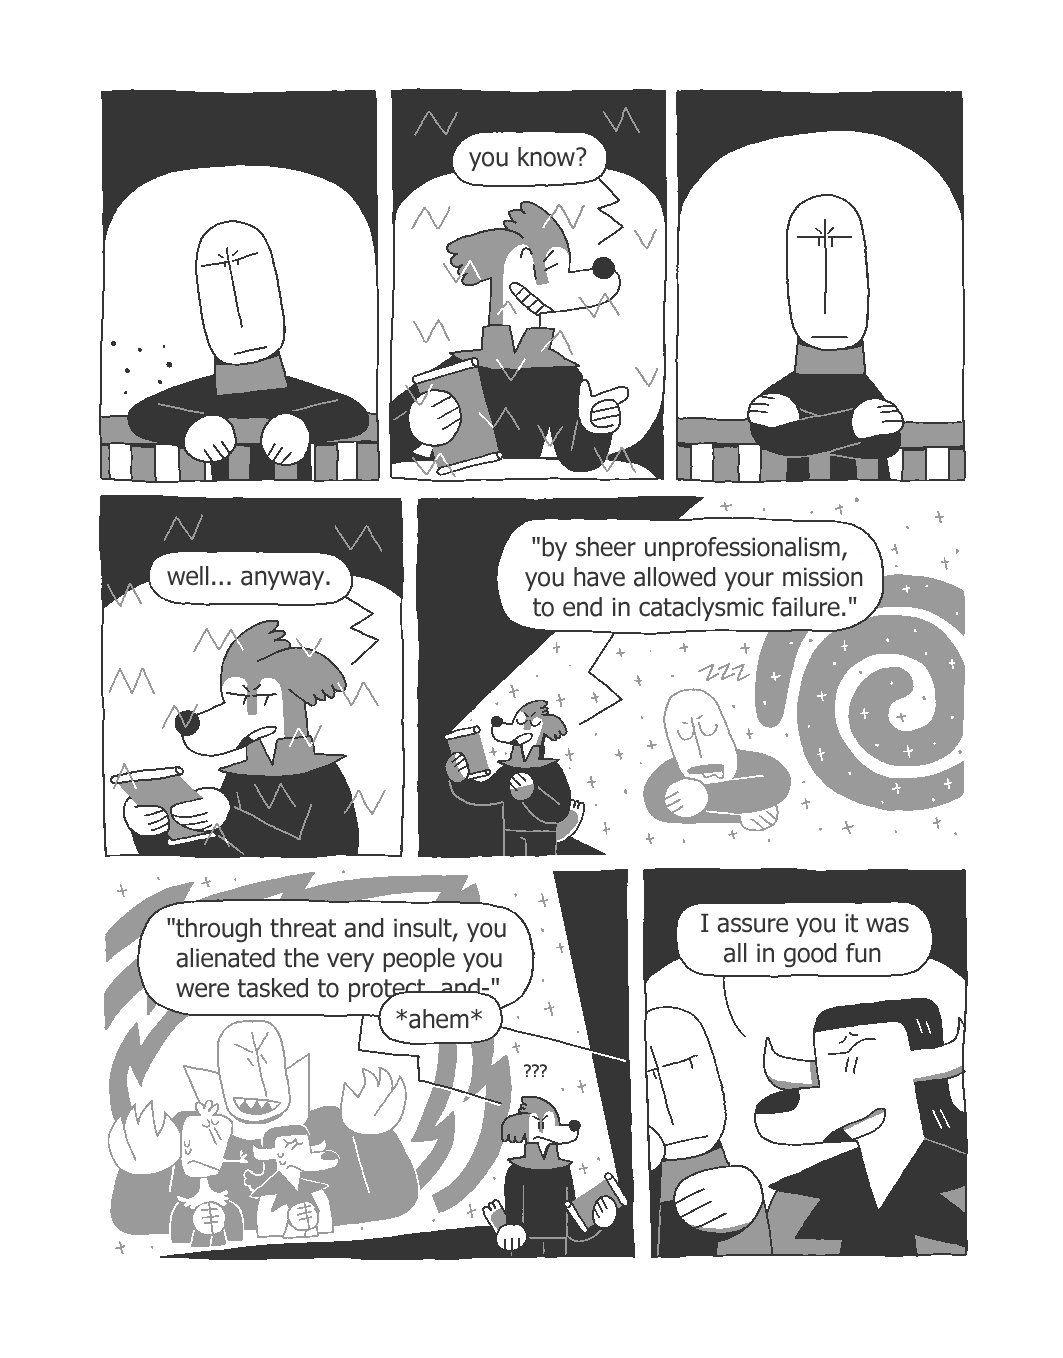 you know?
well... anyway.
"by sheer unprofessionalism,
you have allowed your mission
to end in cataclysmic failure."
zzz
"through threat and insult, you
alienated the very people you
were tasked to protect, and-"
*ahem*
???
I assure you it was
all in good fun